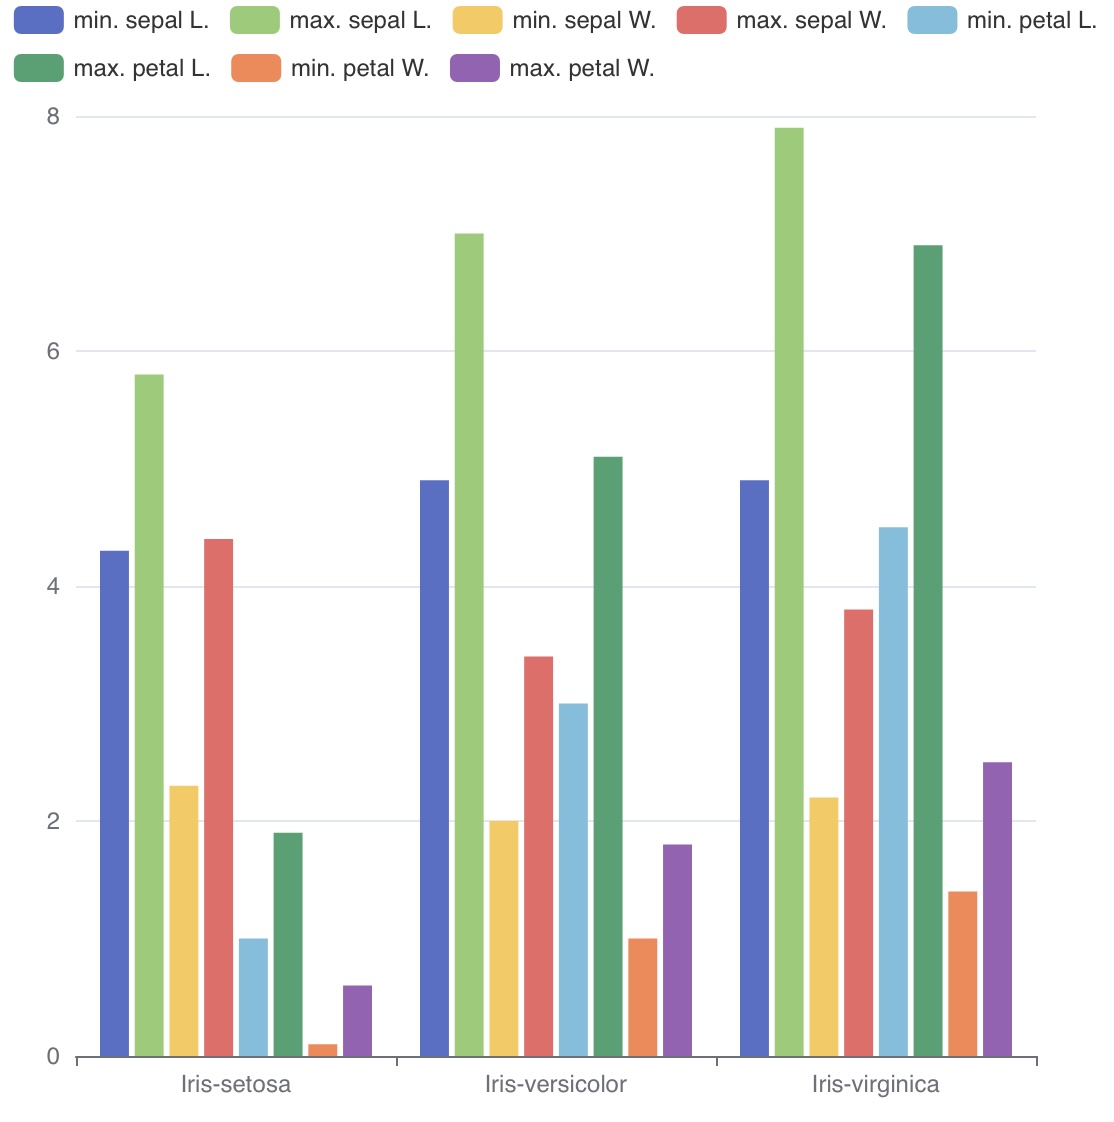 min. sepal L. max. sepal L. min. sepal W. max. sepal W. min. petal L.
max. petal L. min. petal W. max. petal W.
8
6
4
2
0
Iris-setosa Iris-versicolor Iris-virginica